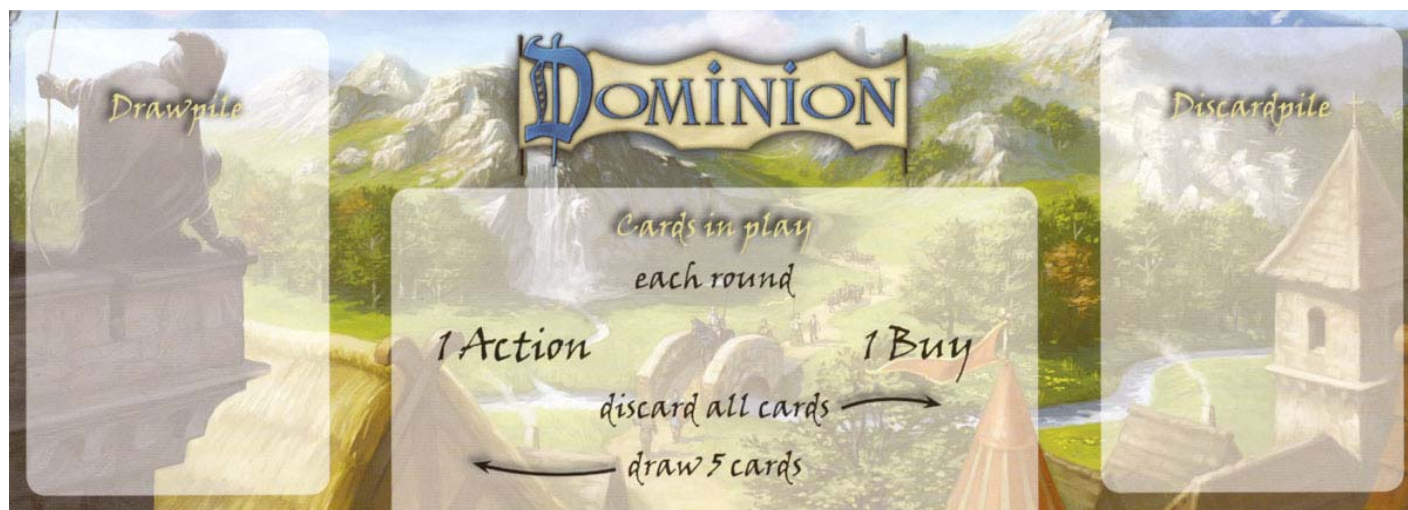 Drawpile
DOMINION
Discardpile
Cards in play
each round
1 Action
1 Buy
discard all cards
draw 5 cards